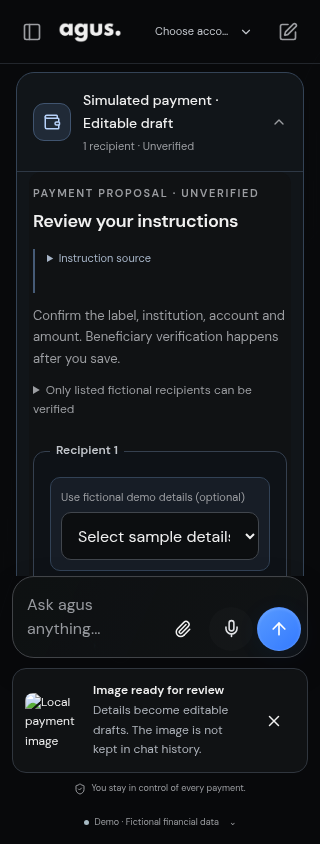 agus.
Choose acco...
Simulated payment ·
Editable draft
1 recipient · Unverified
PAYMENT PROPOSAL · UNVERIFIED
Review your instructions
Instruction source
Confirm the label, institution, account and
amount. Beneficiary verification happens
after you save.
Only listed fictional recipients can be
verified
Recipient 1
Use fictional demo details (optional)
Select sample details
Ask agus
anything...
Local
payment
image
Image ready for review
Details become editable
drafts. The image is not
kept in chat history.
You stay in control of every payment.
Demo · Fictional financial data